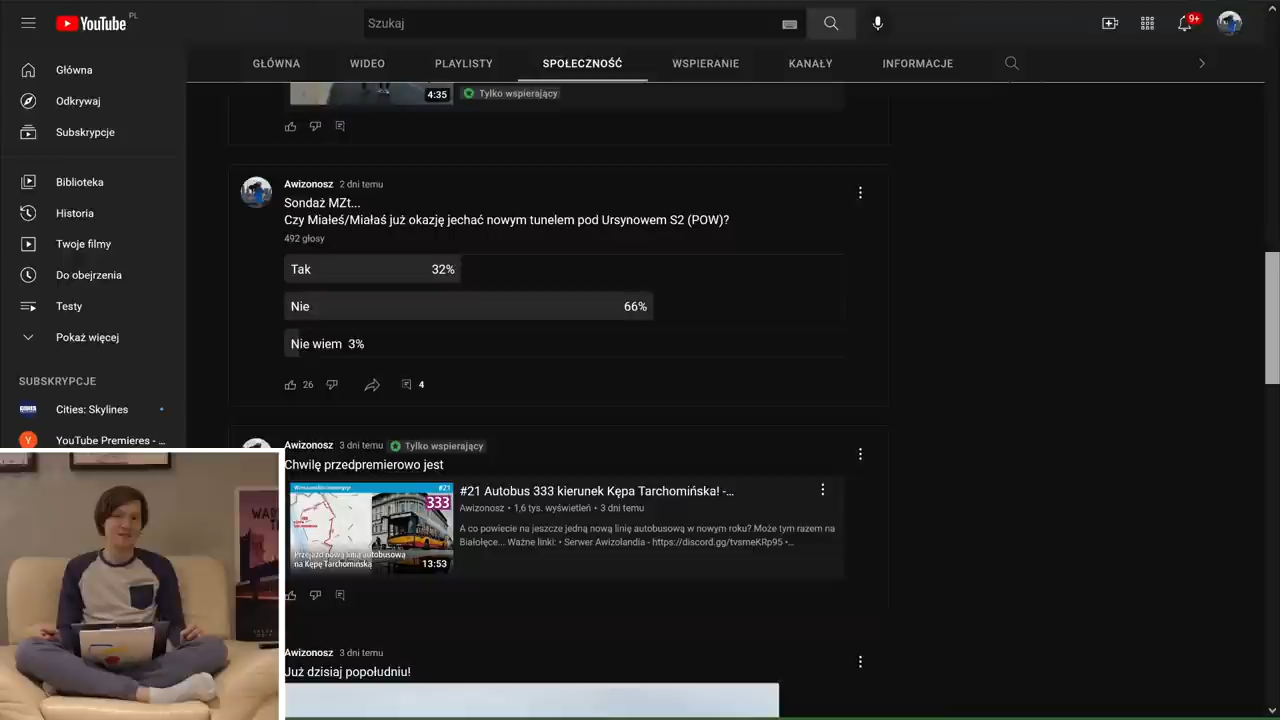 YouTube PL
Szukaj
9+
GŁÓWNA
WIDEO
PLAYLISTY
SPOŁECZNOŚĆ
WSPIERANIE
KANAŁY
INFORMACJE
Główna
Odkrywaj
Subskrypcje
Biblioteka
Historia
Twoje filmy
Do obejrzenia
Testy
Pokaż więcej
SUBSKRYPCJE
Cities: Skylines
YouTube Premieres - ...
4:35
Tylko wspierający
Awizonosz 2 dni temu
Sondaż MZt...
Czy Miałeś/Miałaś już okazję jechać nowym tunelem pod Ursynowem S2 (POW)?
492 głosy
Tak 32%
Nie 66%
Nie wiem 3%
26 4
Awizonosz 3 dni temu Tylko wspierający
Chwilę przedpremierowo jest
#21
333
Przejazd nową linią autobusową
na Kępę Tarchomińską
13:53
#21 Autobus 333 kierunek Kępa Tarchomińska! -...
Awizonosz • 1,6 tys. wyświetleń • 3 dni temu
A co powiecie na jeszcze jedną nową linię autobusową w nowym roku? Może tym razem na
Białołęce... Ważne linki: • Serwer Awizolandia - https://discord.gg/tvsmeKRp95 •...
Awizonosz 3 dni temu
Już dzisiaj popołudniu!